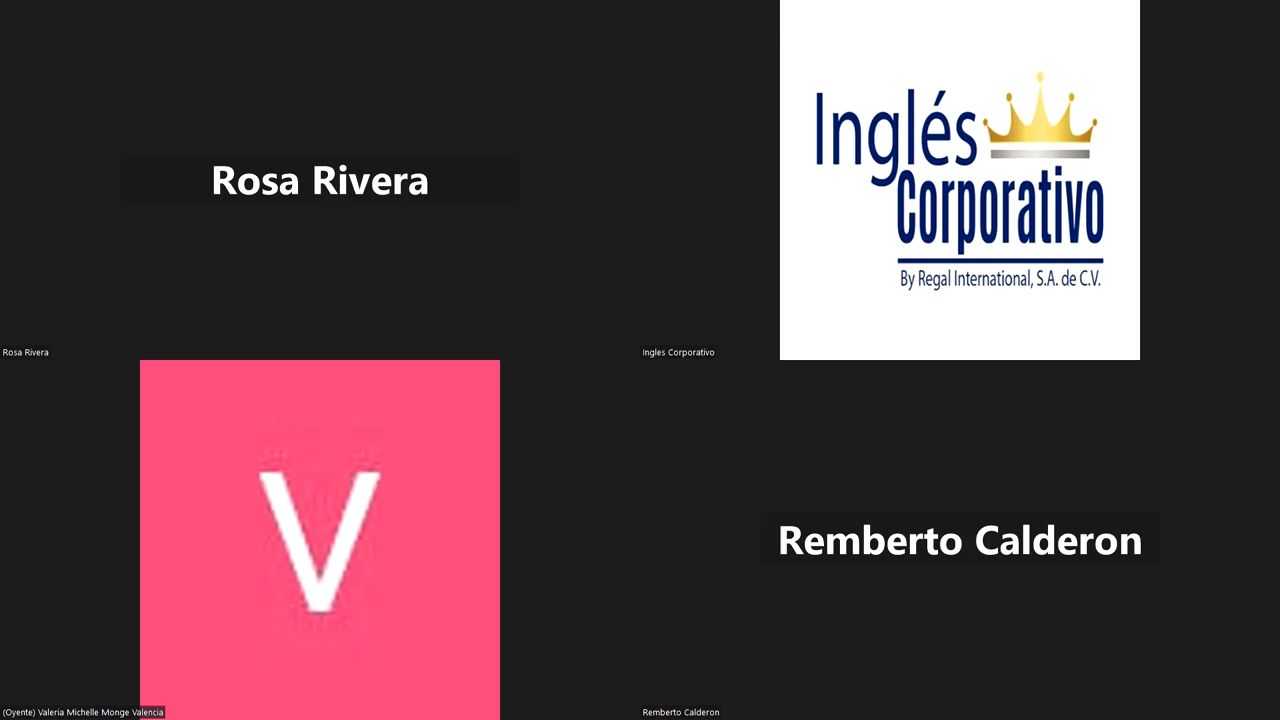 Rosa Rivera
Rosa Rivera
Inglés
Corporativo
By Regal International, S.A. de C.V.
Ingles Corporativo
V
(Oyente) Valeria Michelle Monge Valencia
Remberto Calderon
Remberto Calderon